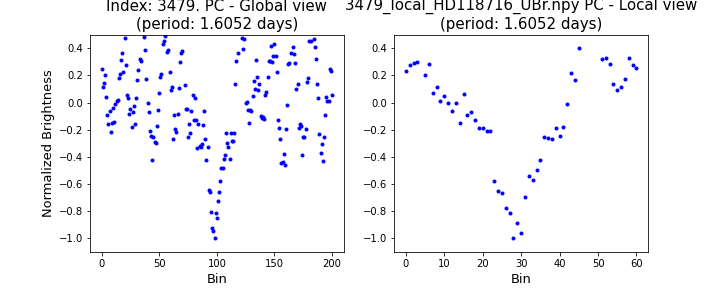 Index: 3479. PC - Global view
(period: 1.6052 days)
3479_local_HD118716_UBr.npy PC - Local view
(period: 1.6052 days)
Normalized Brightness
0.4
0.2
0.0
−0.2
−0.4
−0.6
−0.8
−1.0
0 50 100 150 200
Bin
0.4
0.2
0.0
−0.2
−0.4
−0.6
−0.8
−1.0
0 10 20 30 40 50 60
Bin